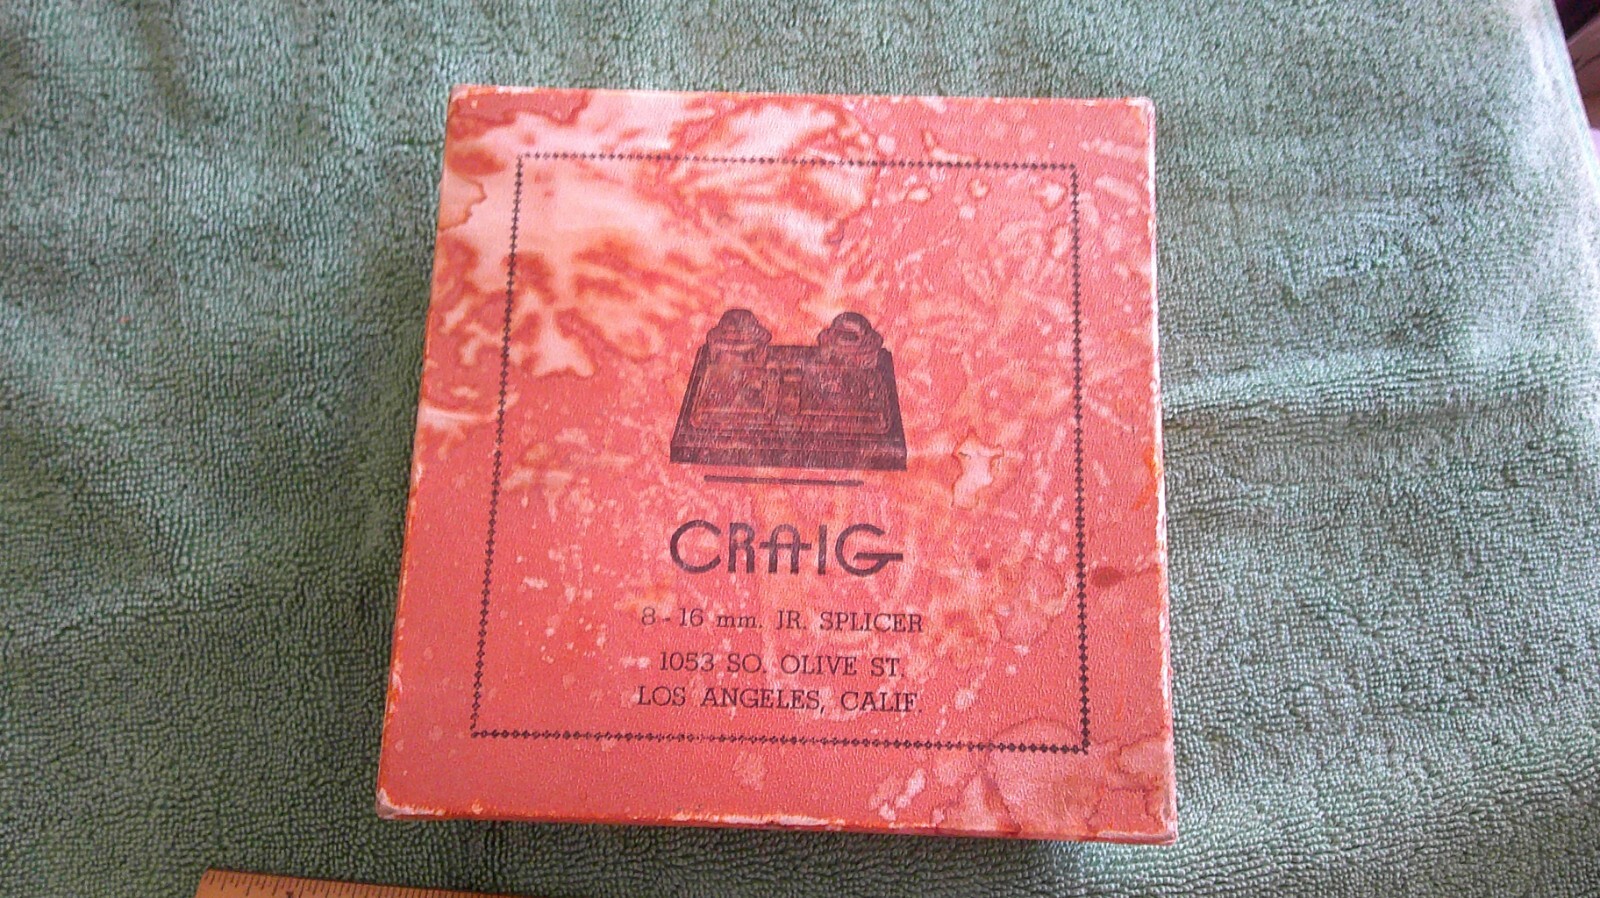 CRAIG
8-16 mm. JR. SPLICER
1053 SO. OLIVE ST.
LOS ANGELES, CALIF.